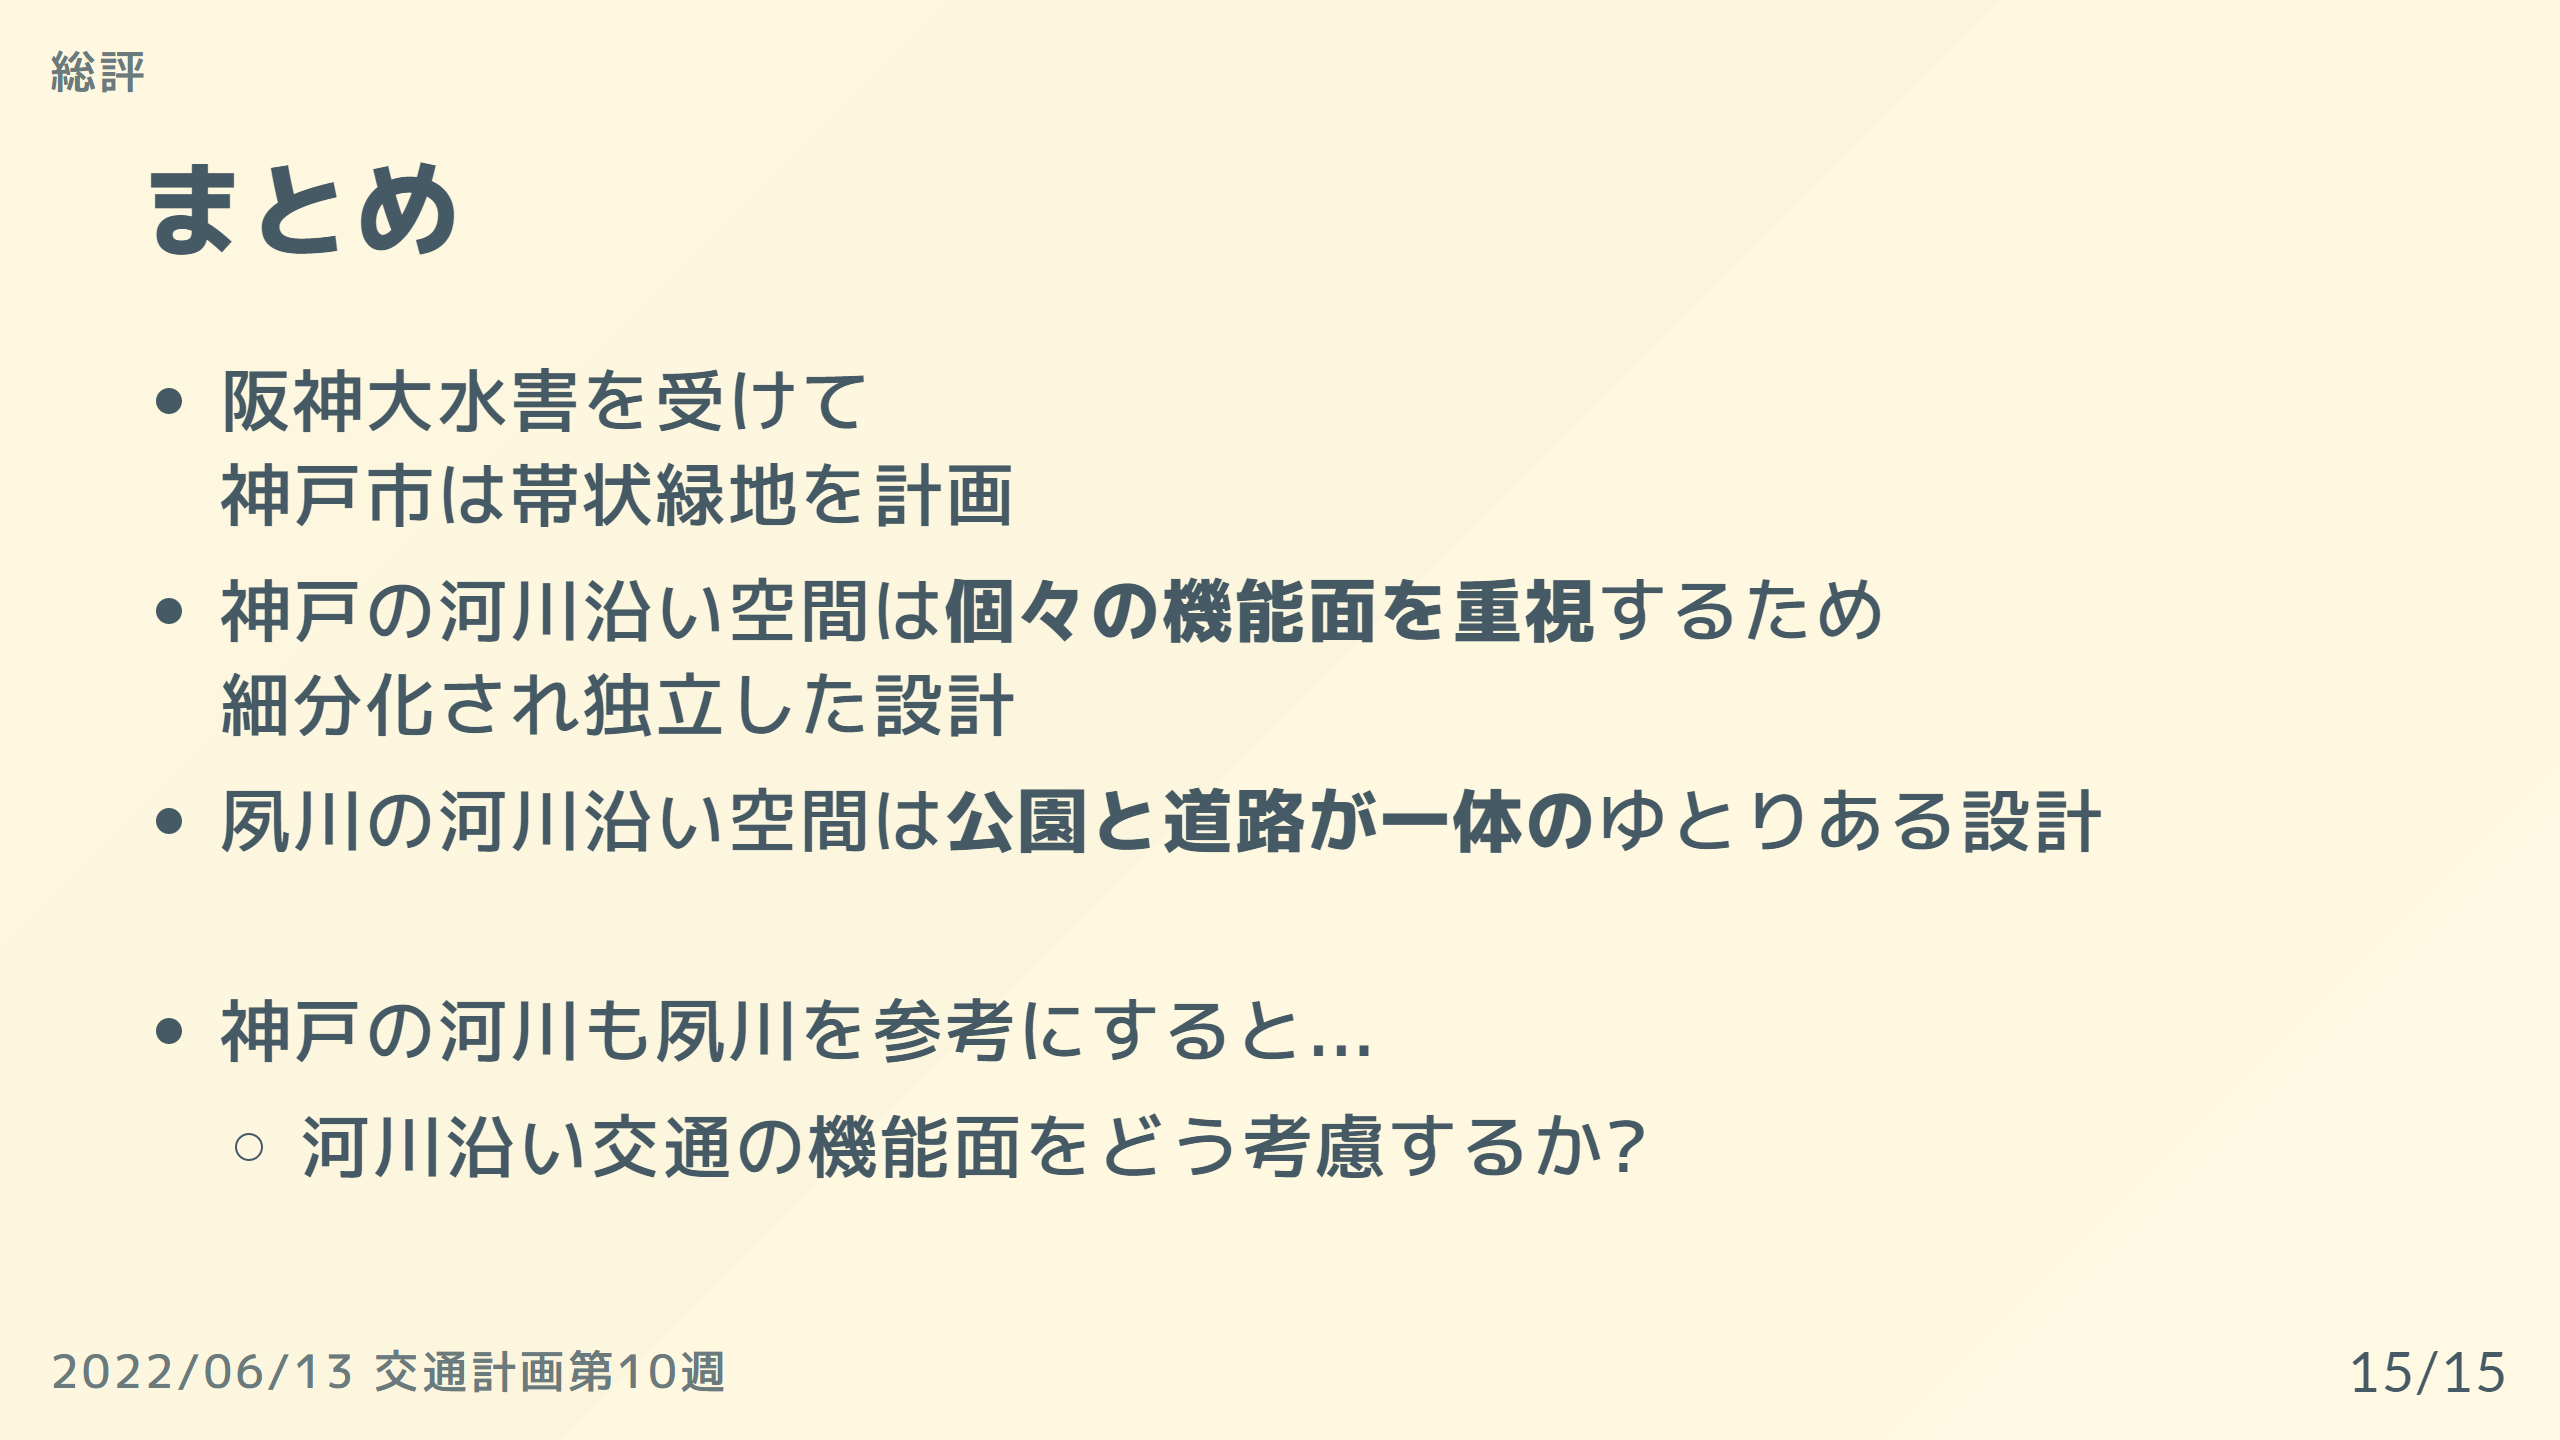 総評
まとめ
• 阪神大水害を受けて
神戸市は帯状緑地を計画
• 神戸の河川沿い空間は個々の機能面を重視するため
細分化され独立した設計
• 夙川の河川沿い空間は公園と道路が一体のゆとりある設計
• 神戸の河川も夙川を参考にすると...
○ 河川沿い交通の機能面をどう考慮するか?
2022/06/13 交通計画第10週
15/15